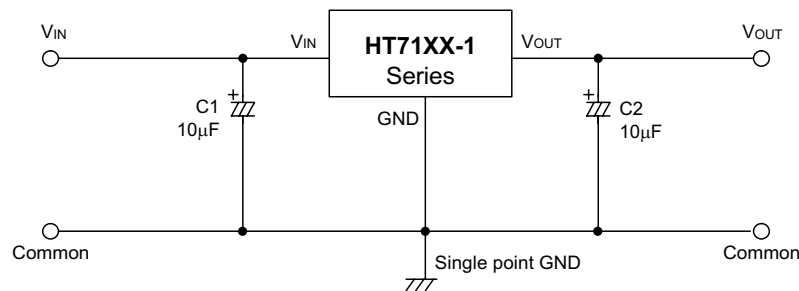 VIN
VIN
HT71XX-1
Series
VOUT
VOUT
+
C1
10μF
GND
+
C2
10μF
Common
Single point GND
Common